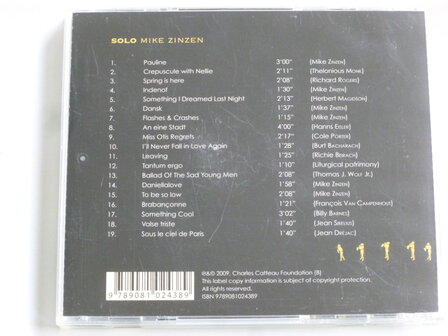 SOLO MIKE ZINZEN
1. Pauline 3'00" (Mike Zinzen)
2. Crepuscule with Nellie 2'11" (Thelonious Monk)
3. Spring is here 2'08" (Richard Rogers)
4. Indenof 1'30" (Mike Zinzen)
5. Something I Dreamed Last Night 2'13" (Herbert Magidson)
6. Dansk 1'37" (Mike Zinzen)
7. Flashes & Crashes 1'15" (Mike Zinzen)
8. An eine Stadt 4'00" (Hanns Eisler)
9. Miss Otis Regrets 2'17" (Cole Porter)
10. I'll Never Fall in Love Again 1'28" (Burt Bacharach)
11. Leaving 1'25" (Richie Beirach)
12. Tantum ergo 1'10" (Liturgical patrimony)
13. Ballad Of The Sad Young Men 2'08" (Thomas J. Wolf Jr.)
14. Daniellalove 1'58" (Mike Zinzen)
15. To be so low 2'08" (Mike Zinzen)
16. Brabançonne 1'21" (François Van Campenhout)
17. Something Cool 3'02" (Billy Barnes)
18. Valse triste 1'40" (Jean Sibelius)
19. Sous le ciel de Paris 1'40" (Jean Dréjac)
℗&© 2009, Charles Catteau Foundation (B)
This label copy information is subject of copyright protection.
All rights reserved.
ISBN 9789081024389
9 789081 024389